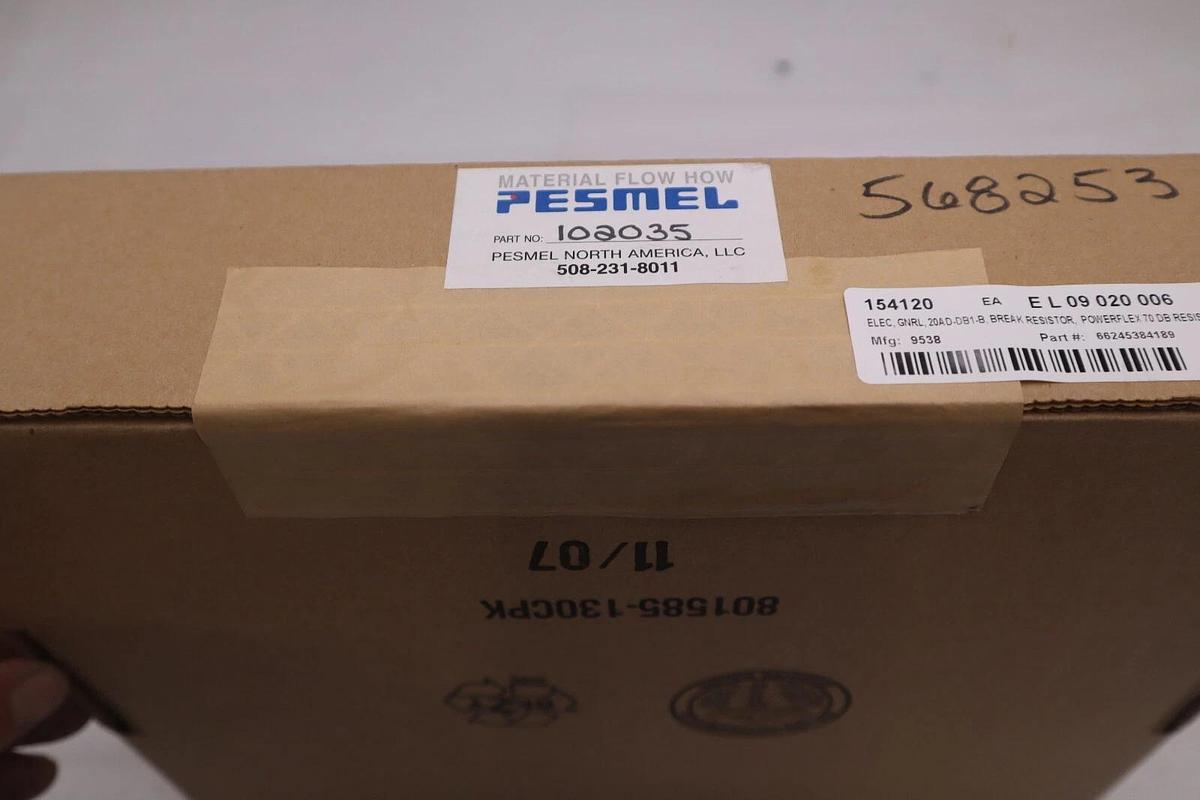 MATERIAL FLOW HOW
PESMEL
PART NO: 102035
PESMEL NORTH AMERICA, LLC
508-231-8011
568253
154120 EA E L 09 020 006
ELEC, GNRL, 20AD-DB1-B, BREAK RESISTOR, POWERFLEX 70 DB RESIS
Mfg: 9538 Part #: 66245384189
11/07
801585-130CPK